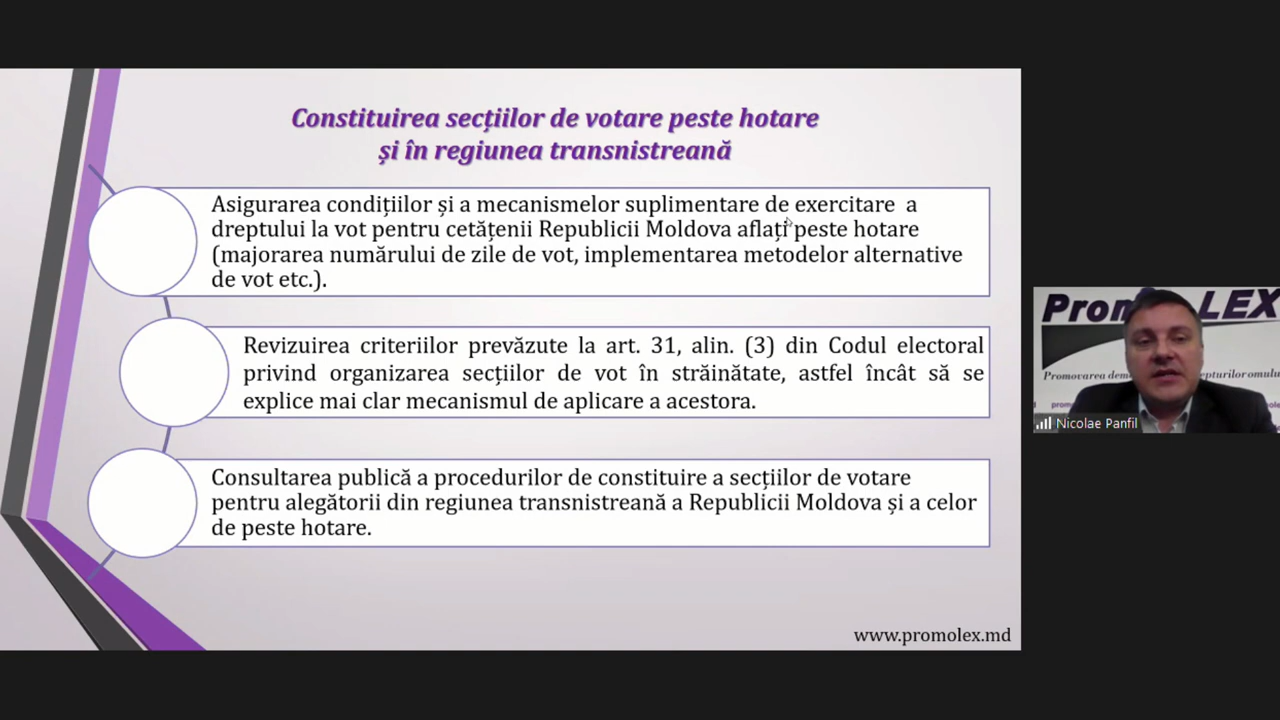 Constituirea secțiilor de votare peste hotare
și în regiunea transnistreană
Asigurarea condițiilor și a mecanismelor suplimentare de exercitare a
dreptului la vot pentru cetățenii Republicii Moldova aflați peste hotare
(majorarea numărului de zile de vot, implementarea metodelor alternative
de vot etc.).
Revizuirea criteriilor prevăzute la art. 31, alin. (3) din Codul electoral
privind organizarea secțiilor de vot în străinătate, astfel încât să se
explice mai clar mecanismul de aplicare a acestora.
Consultarea publică a procedurilor de constituire a secțiilor de votare
pentru alegătorii din regiunea transnistreană a Republicii Moldova și a celor
de peste hotare.
www.promolex.md
LEX
Promovarea
Nicolae Panfil